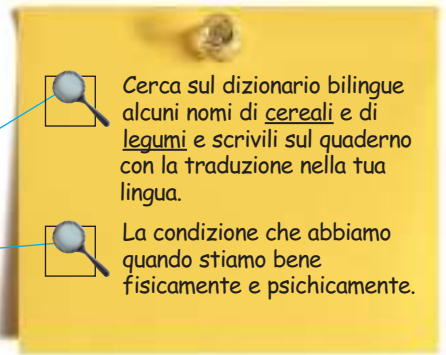 Cerca sul dizionario bilingue
alcuni nomi di cereali e di
legumi e scrivili sul quaderno
con la traduzione nella tua
lingua.
La condizione che abbiamo
quando stiamo bene
fisicamente e psichicamente.